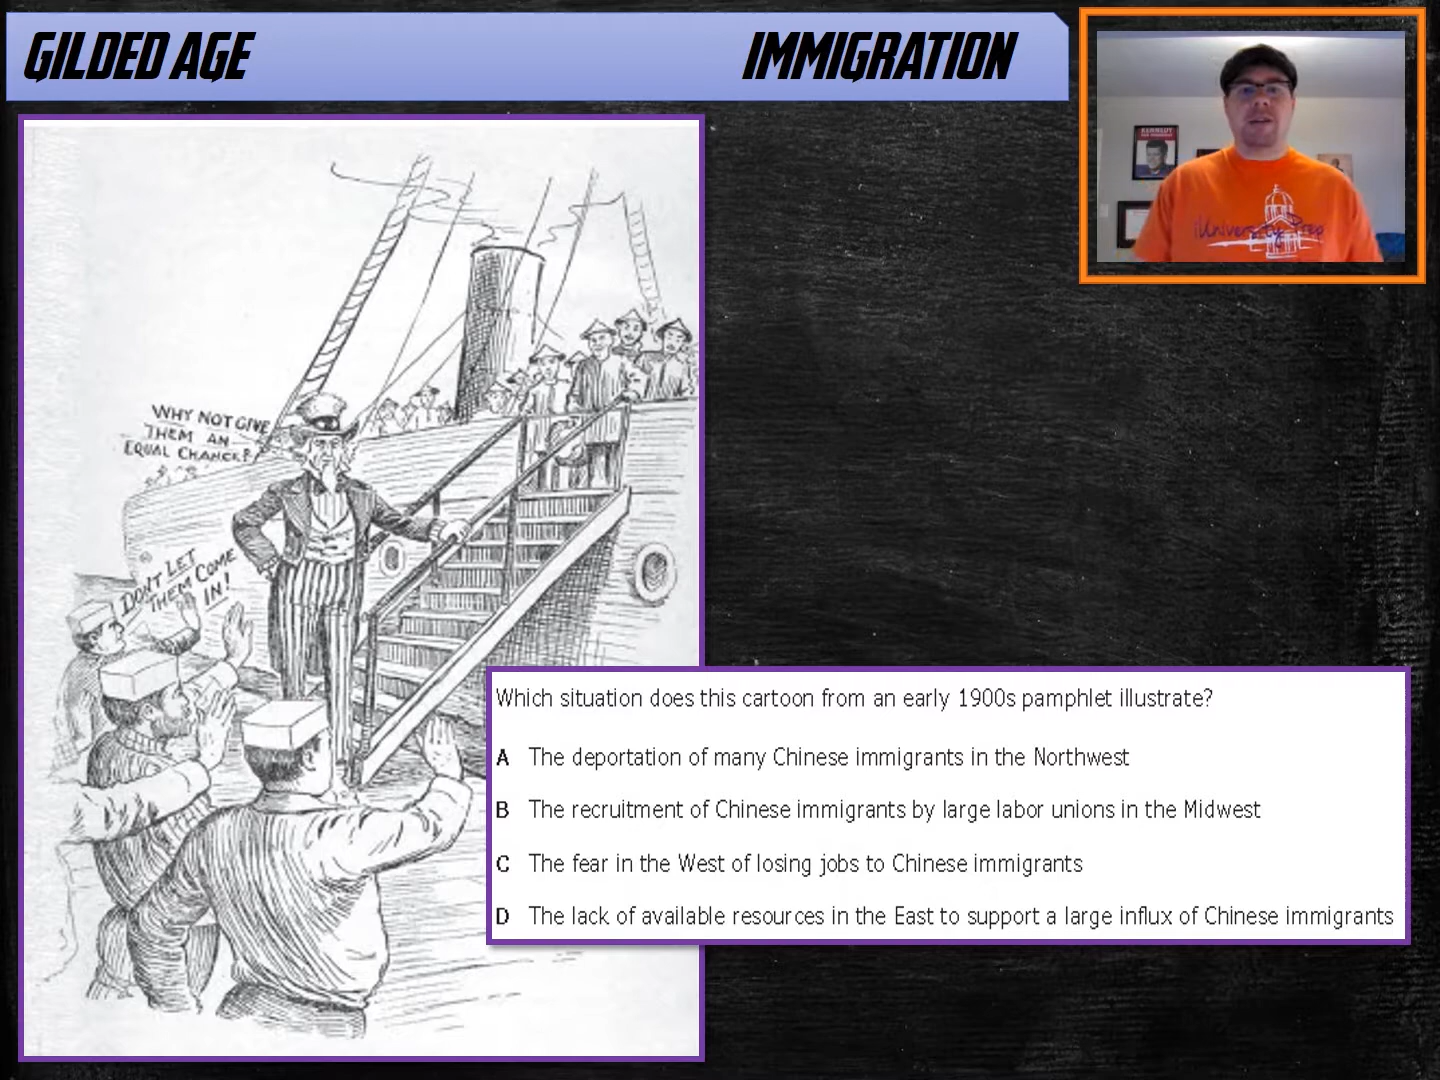 GILDED AGE
IMMIGRATION
KENNEDY
iUniversity Prep
WHY NOT GIVE
THEM AN
EQUAL CHANCE?
DON'T LET
THEM COME
IN!
Which situation does this cartoon from an early 1900s pamphlet illustrate?
A The deportation of many Chinese immigrants in the Northwest
B The recruitment of Chinese immigrants by large labor unions in the Midwest
C The fear in the West of losing jobs to Chinese immigrants
D The lack of available resources in the East to support a large influx of Chinese immigrants